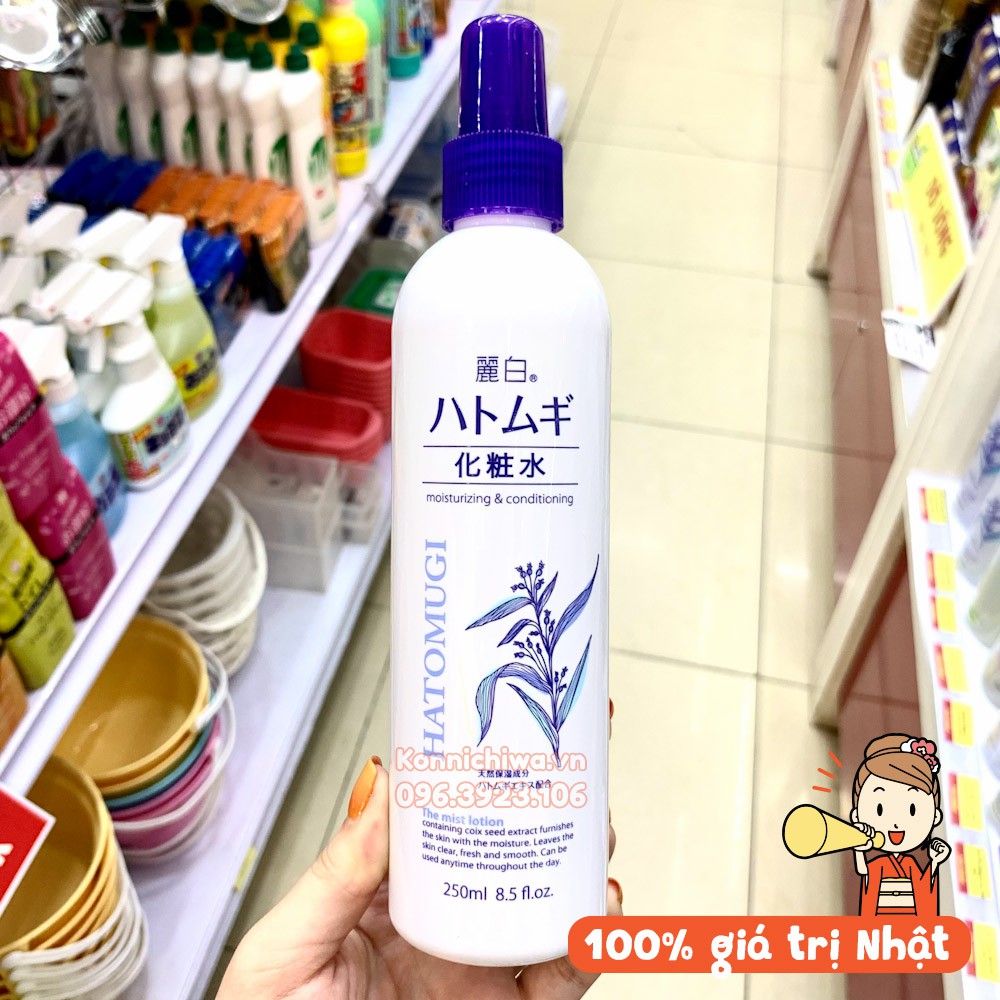 麗白®
ハトムギ
化粧水
moisturizing & conditioning
HATOMUGI
Konnichiwa.vn
天然保湿成分
ハトムギエキス配合
096.3923.106
The mist lotion
containing coix seed extract furnishes
the skin with the moisture. Leaves the
skin clear, fresh and smooth. Can be
used anytime throughout the day.
250ml 8.5 fl.oz.
100% giá trị Nhật